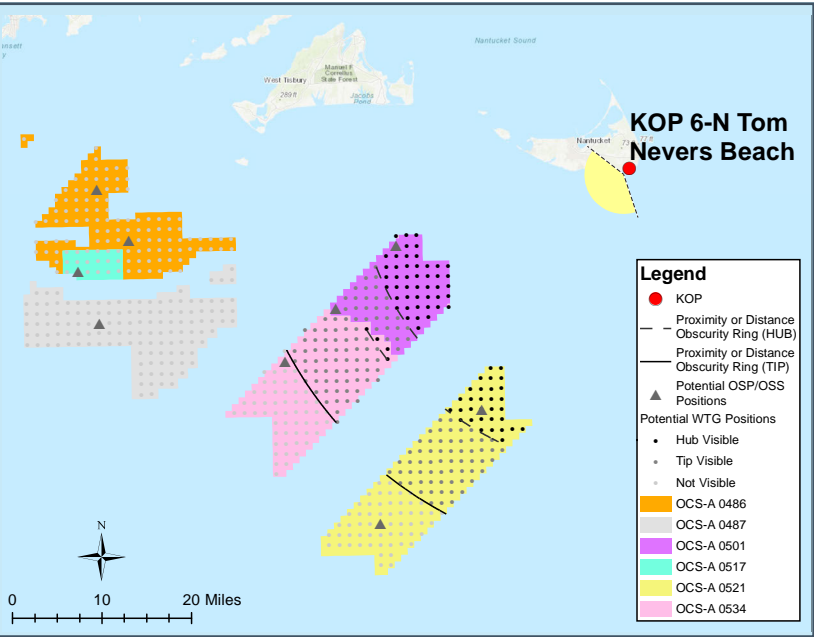 Nantucket Sound
West Tisbury
Manuel F
Correllus
State Forest
289 ft
Jacobs
Pond
KOP 6-N Tom
Nevers Beach
Nantucket
Legend
KOP
Proximity or Distance
Obscurity Ring (HUB)
Proximity or Distance
Obscurity Ring (TIP)
Potential OSP/OSS
Positions
Potential WTG Positions
Hub Visible
Tip Visible
Not Visible
OCS-A 0486
OCS-A 0487
OCS-A 0501
OCS-A 0517
OCS-A 0521
OCS-A 0534
N
0 10 20 Miles